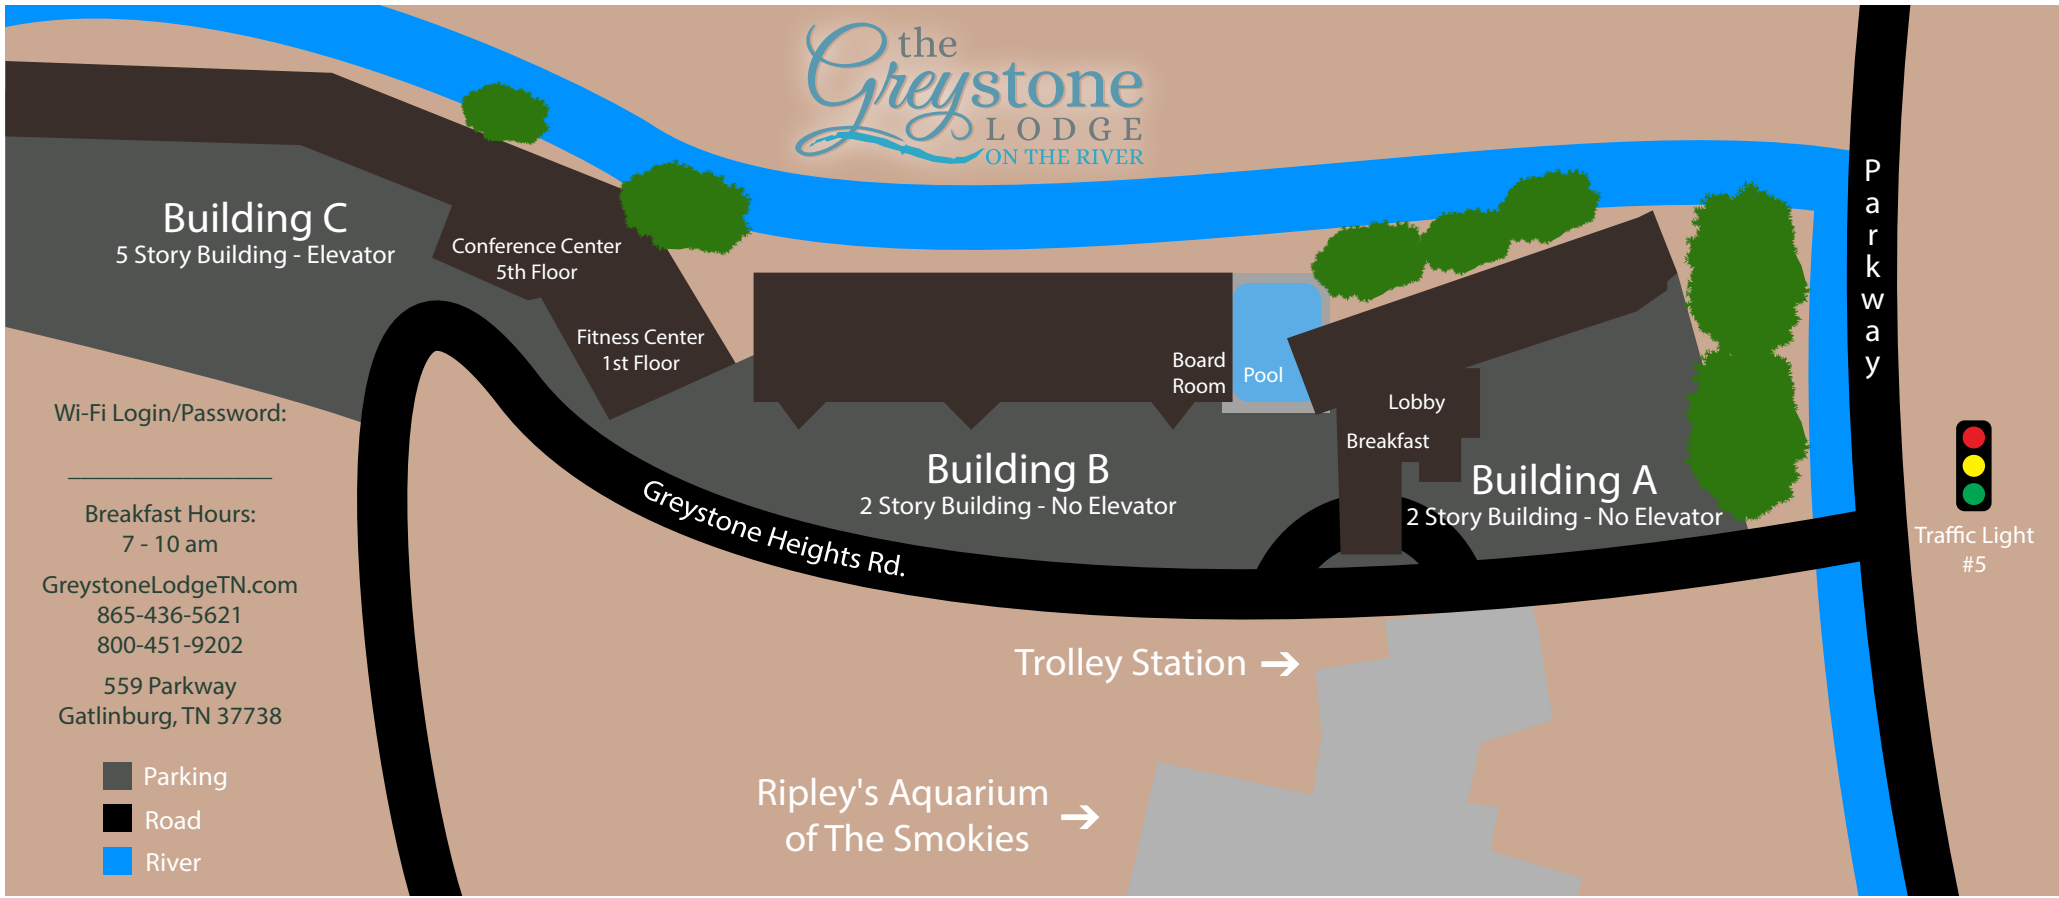 the
Greystone
LODGE
ON THE RIVER
Parkway
Building C
5 Story Building - Elevator
Conference Center
5th Floor
Fitness Center
1st Floor
Board
Room
Pool
Lobby
Breakfast
Building B
2 Story Building - No Elevator
Building A
2 Story Building - No Elevator
Greystone Heights Rd.
Traffic Light
#5
Wi-Fi Login/Password:
Breakfast Hours:
7 - 10 am
GreystoneLodgeTN.com
865-436-5621
800-451-9202
559 Parkway
Gatlinburg, TN 37738
Parking
Road
River
Trolley Station →
Ripley's Aquarium
of The Smokies →